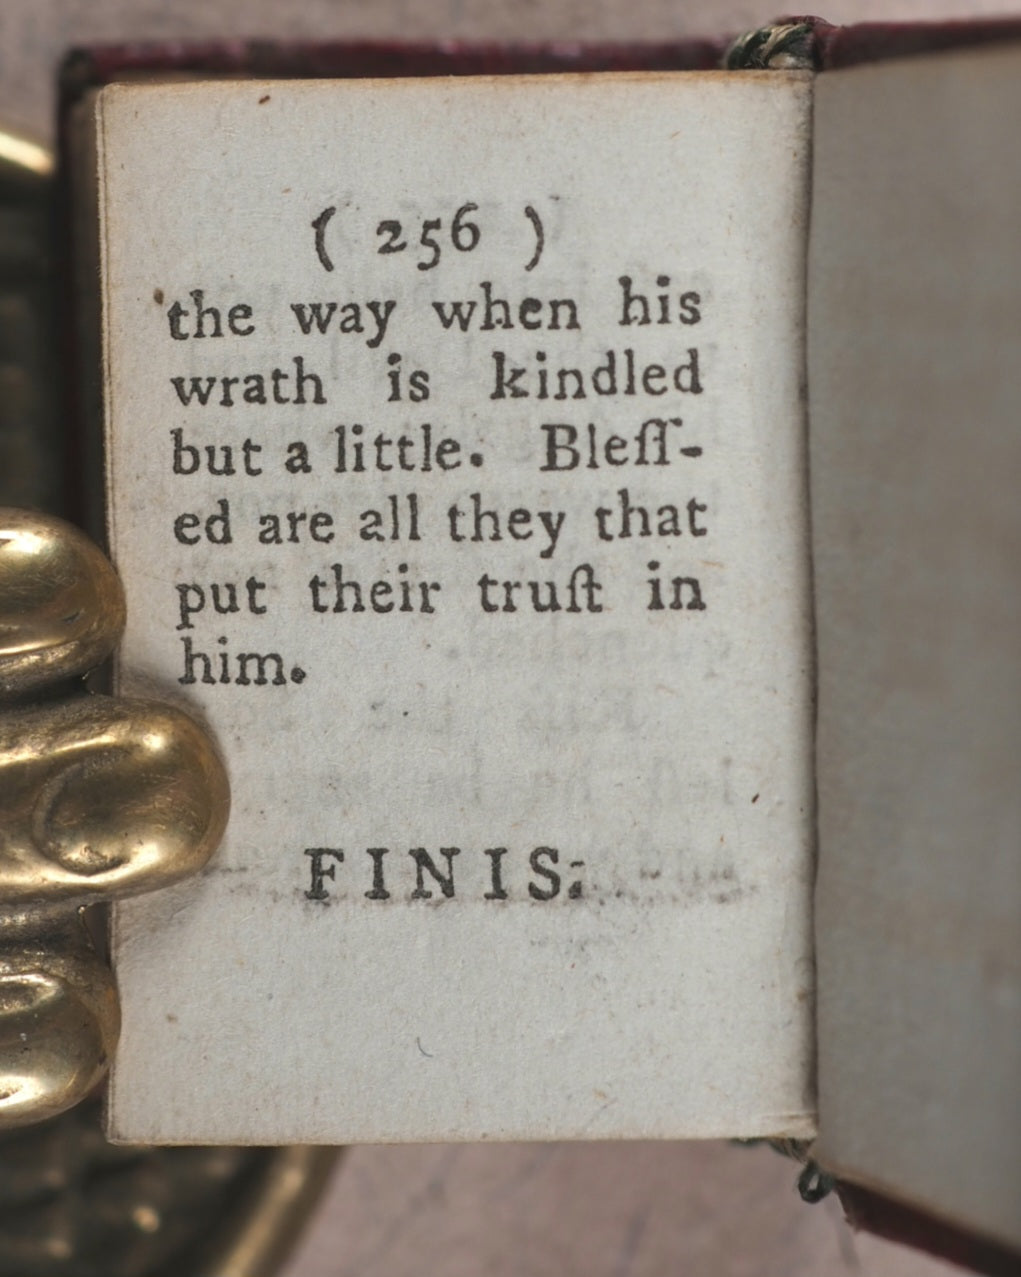 ( 256 )
the way when his
wrath is kindled
but a little. Bleſſ-
ed are all they that
put their truſt in
him.
FINIS.